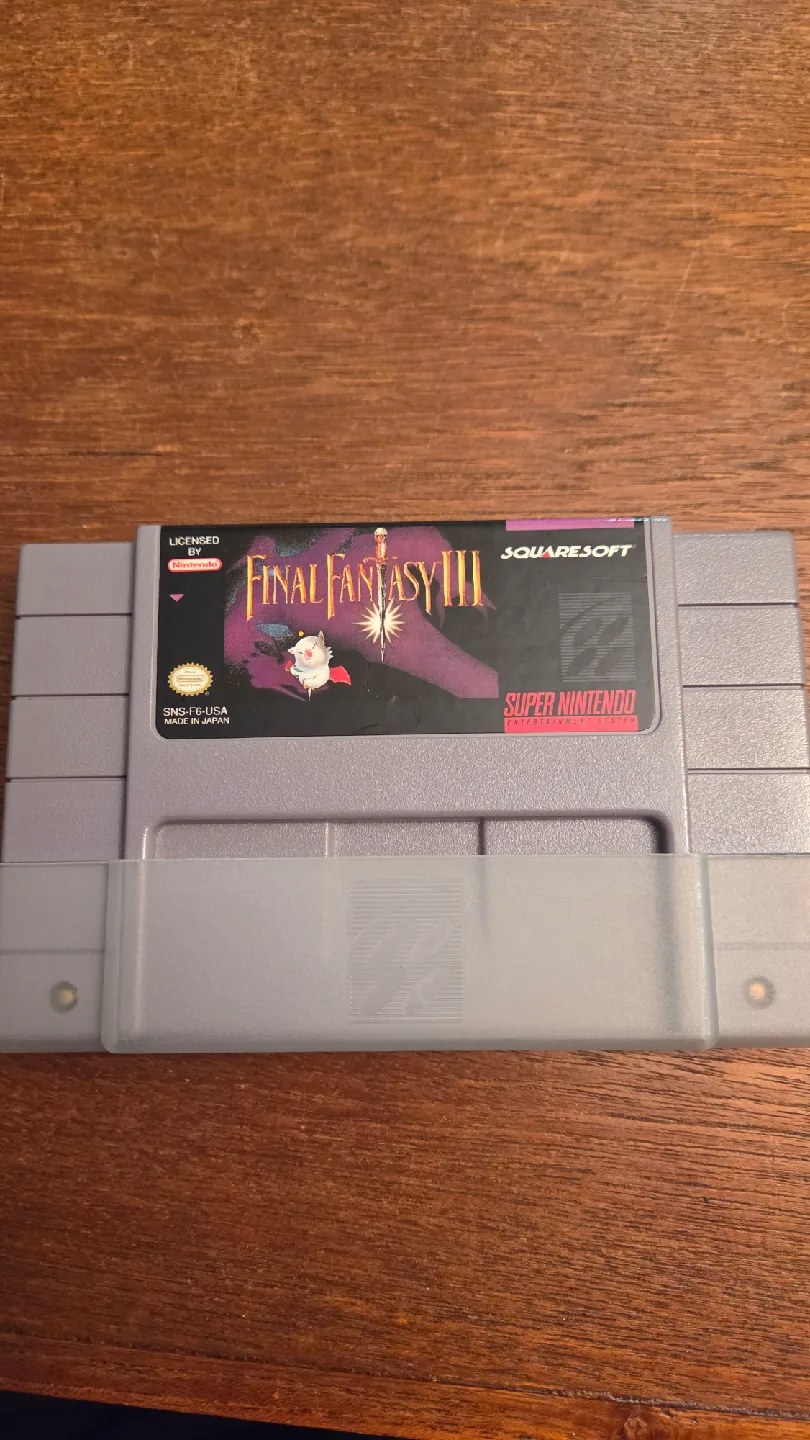 LICENSED
BY
Nintendo
FINAL FANTASY III
SQUARESOFT
SNS-F6-USA
MADE IN JAPAN
SUPER NINTENDO
ENTERTAINMENT SYSTEM